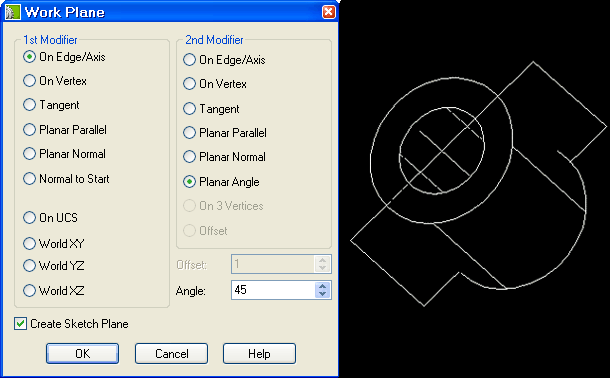 Work Plane
1st Modifier
On Edge/Axis
On Vertex
Tangent
Planar Parallel
Planar Normal
Normal to Start
On UCS
World XY
World YZ
World XZ
2nd Modifier
On Edge/Axis
On Vertex
Tangent
Planar Parallel
Planar Normal
Planar Angle
On 3 Vertices
Offset
Offset: 1
Angle: 45
Create Sketch Plane
OK Cancel Help